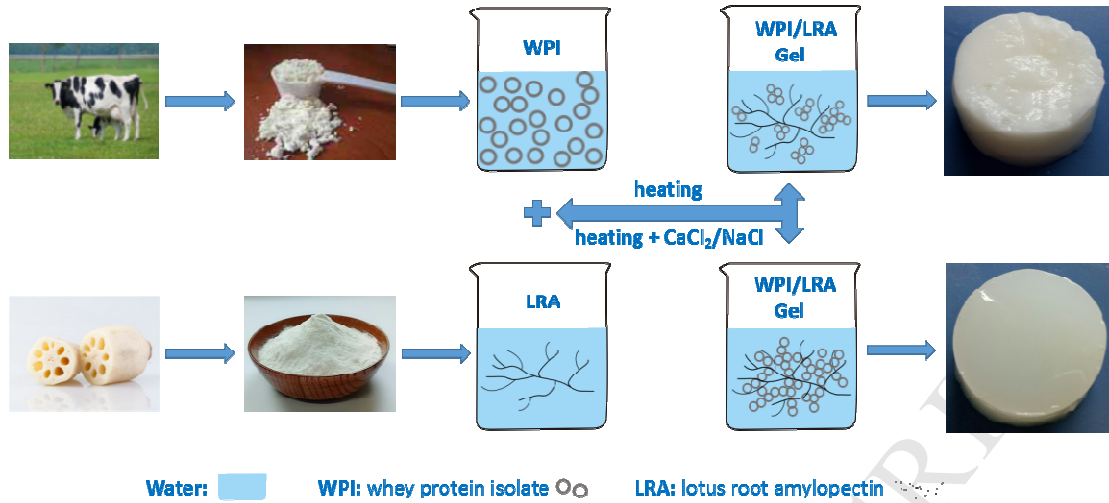 WPI
WPI/LRA
Gel
heating
heating + CaCl₂/NaCl
LRA
WPI/LRA
Gel
Water:
WPI: whey protein isolate
LRA: lotus root amylopectin